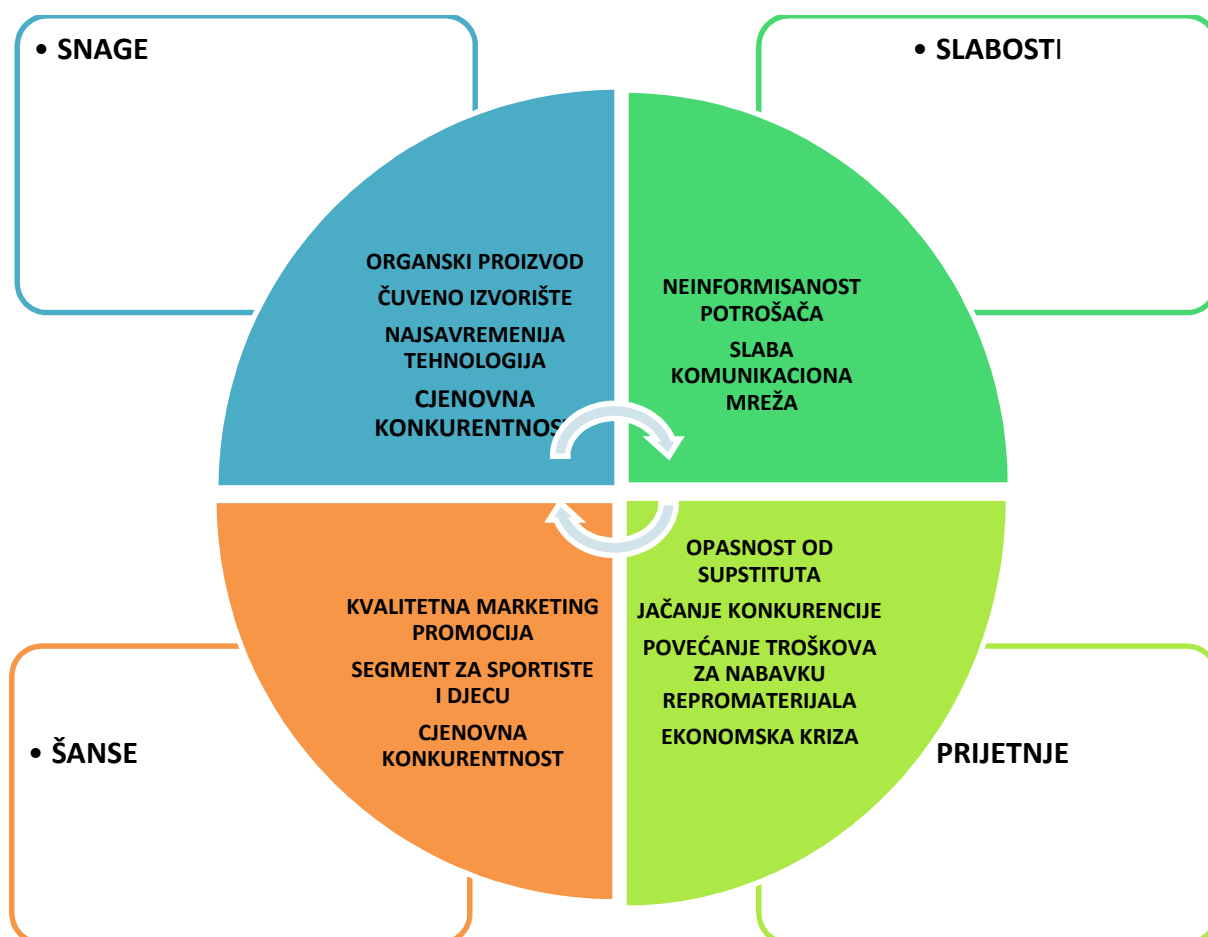 • SNAGE
• SLABOSTI
ORGANSKI PROIZVOD
ČUVENO IZVORIŠTE
NAJSAVREMENIJA
TEHNOLOGIJA
CJENOVNA
KONKURENTNOST
NEINFORMISANOST
POTROŠAČA
SLABA
KOMUNIKACIONA
MREŽA
KVALITETNA MARKETING
PROMOCIJA
SEGMENT ZA SPORTISTE
I DJECU
CJENOVNA
KONKURENTNOST
OPASNOST OD
SUPSTITUTA
JAČANJE KONKURENCIJE
POVEĆANJE TROŠKOVA
ZA NABAVKU
REPROMATERIJALA
EKONOMSKA KRIZA
• ŠANSE
PRIJETNJE